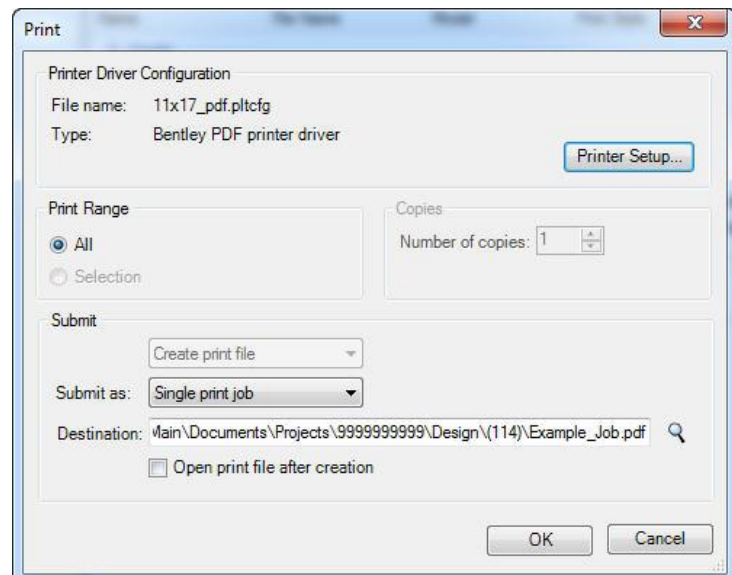 Print
Printer Driver Configuration
File name: 11x17_pdf.pltcfg
Type: Bentley PDF printer driver
Printer Setup...
Print Range
All
Selection
Copies
Number of copies: 1
Submit
Create print file
Submit as: Single print job
Destination: Main\Documents\Projects\9999999999\Design\(114)\Example_Job.pdf
Open print file after creation
OK Cancel